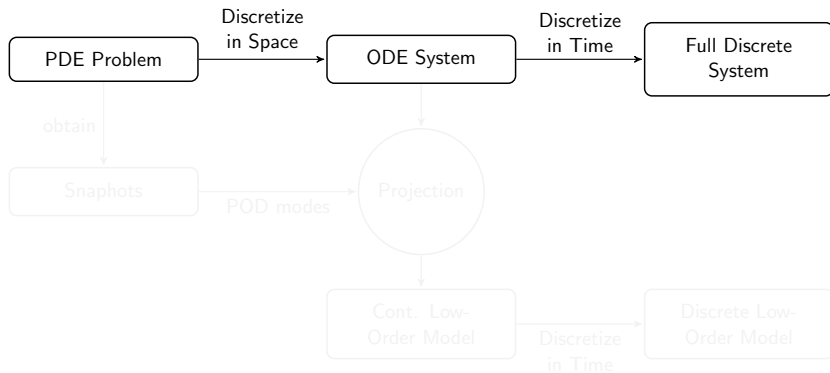 Discretize
in Space
Discretize
in Time
PDE Problem
ODE System
Full Discrete
System
obtain
Snaphots
POD modes
Projection
Cont. Low-
Order Model
Discretize
in Time
Discrete Low-
Order Model